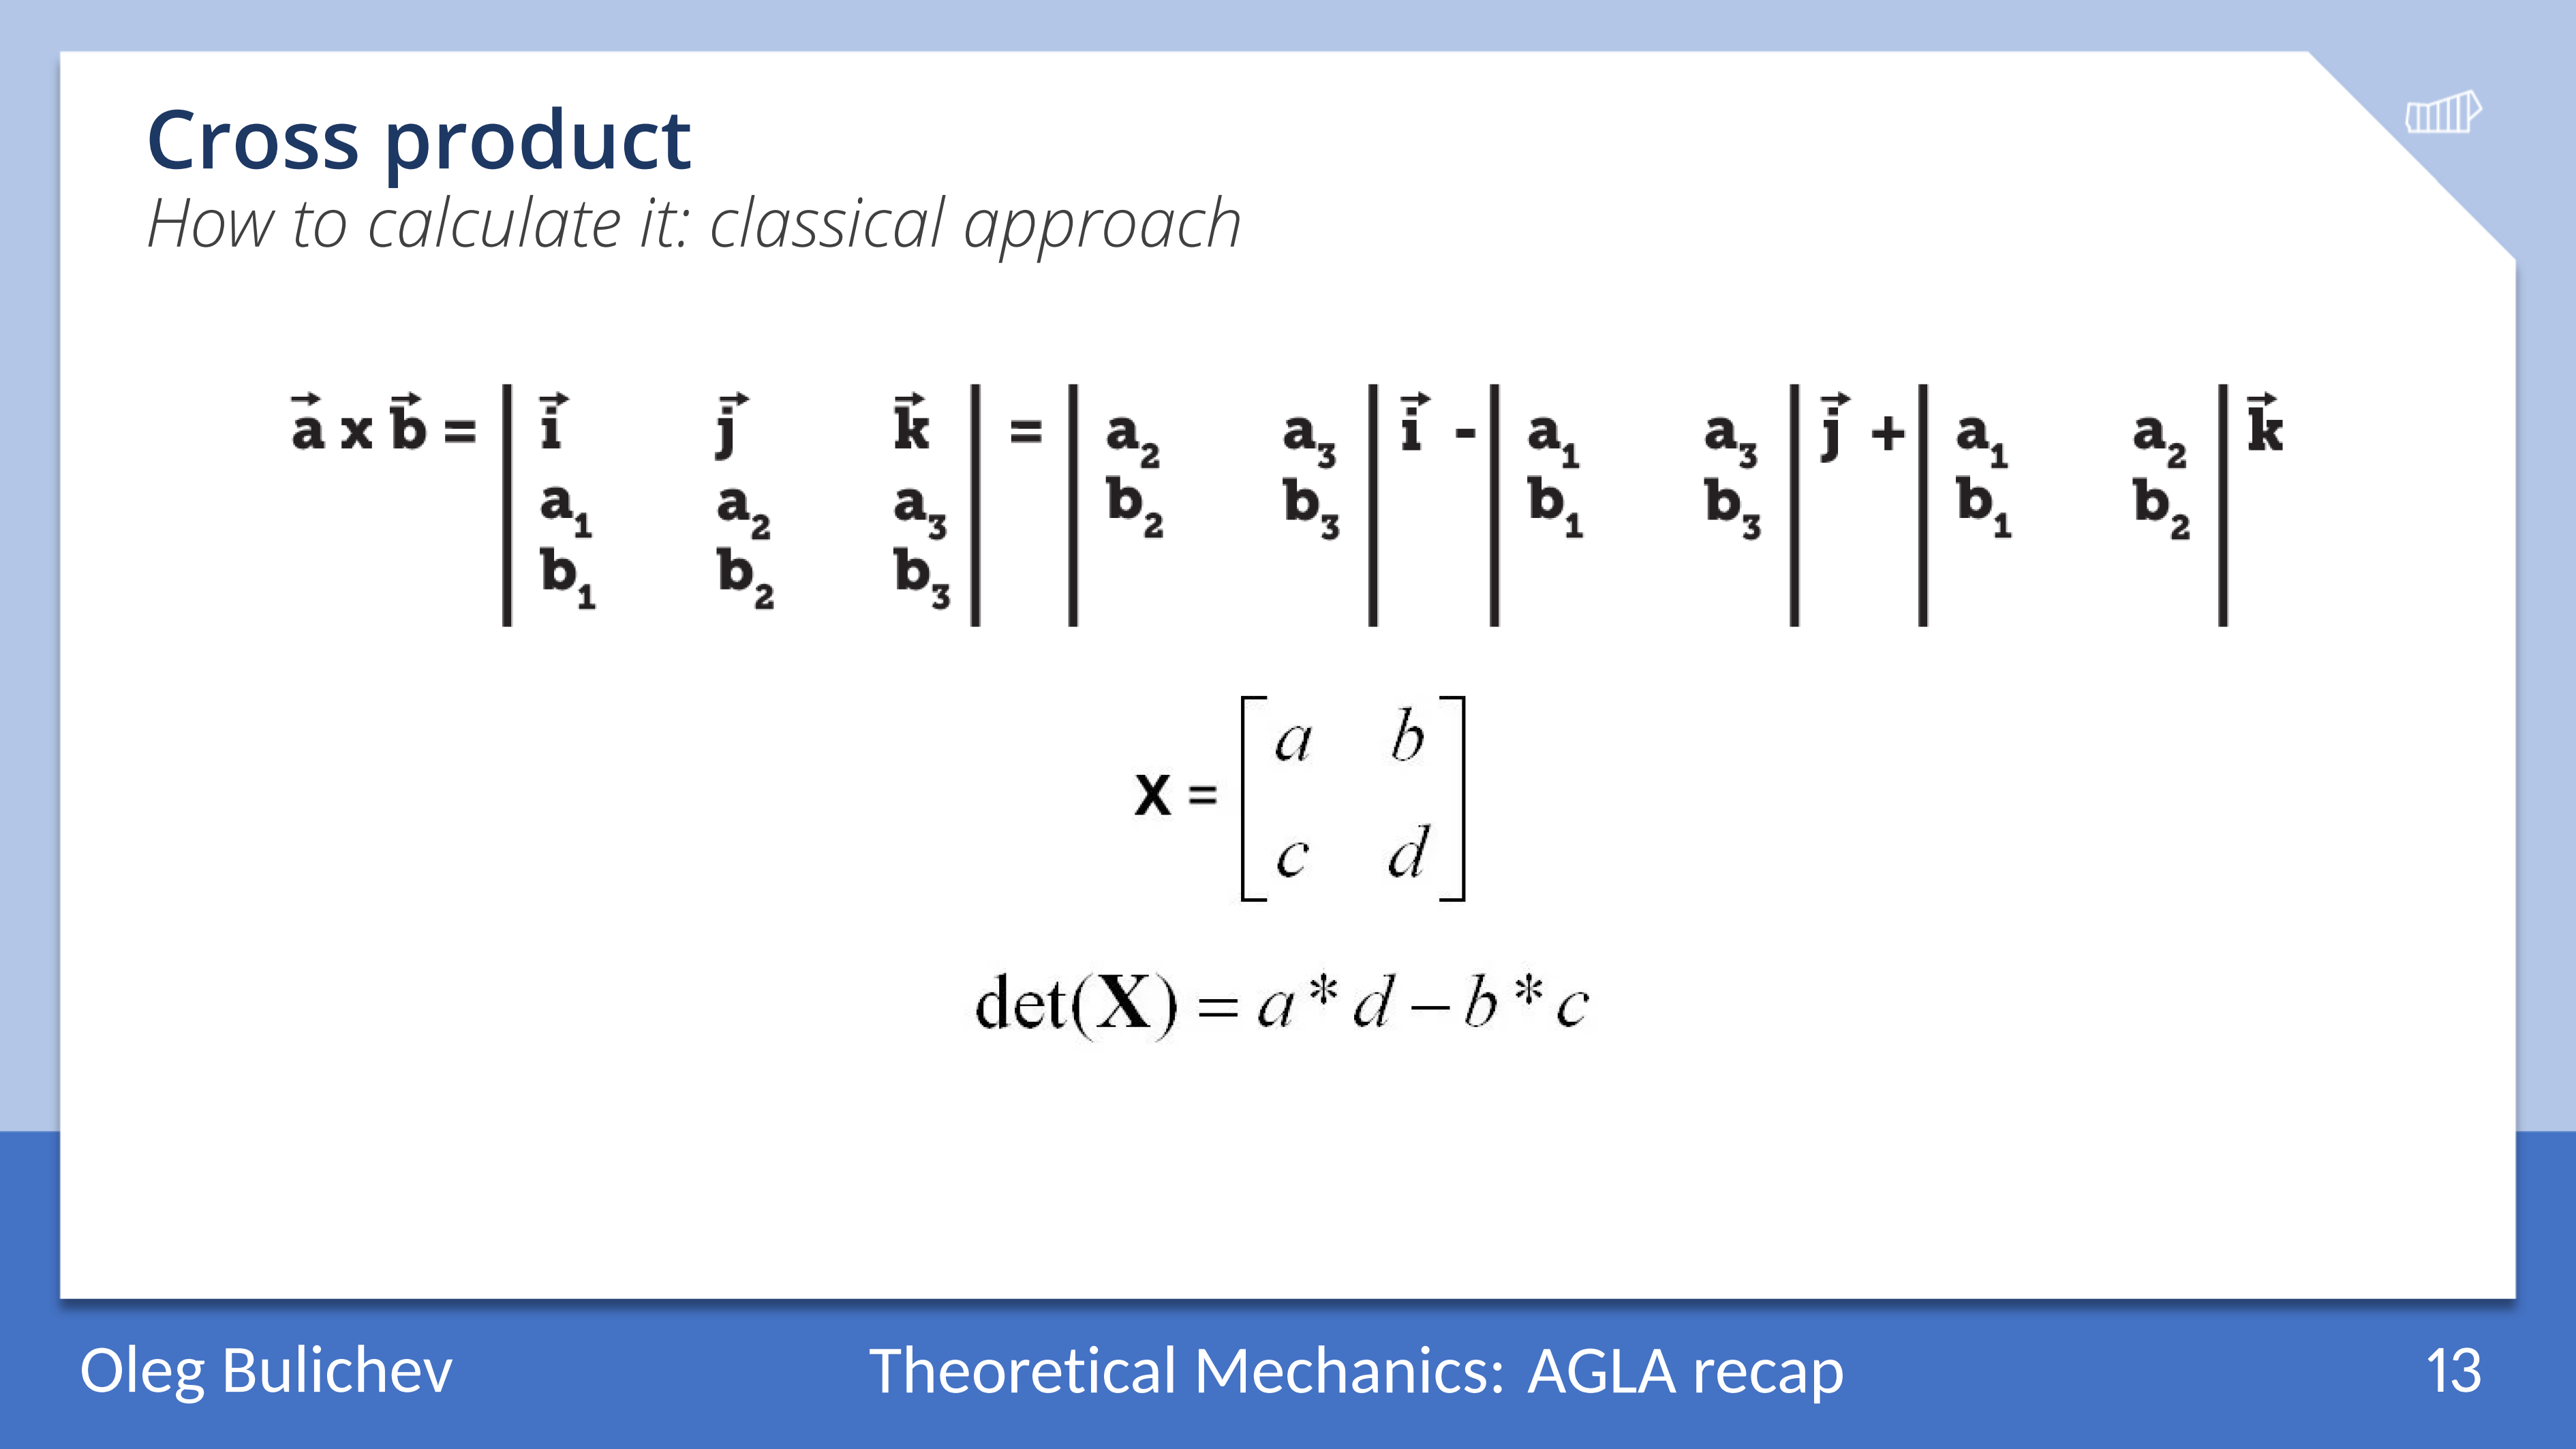 Cross product
How to calculate it: classical approach
a⃗ x b⃗ = | i⃗ j⃗ k⃗ | = | a₂ a₃ | i⃗ - | a₁ a₃ | j⃗ + | a₁ a₂ | k⃗
a₁ a₂ a₃ b₂ b₃ b₁ b₃ b₁ b₂
b₁ b₂ b₃
a b
X =
c d
det(X) = a * d – b * c
Oleg Bulichev Theoretical Mechanics: AGLA recap 13